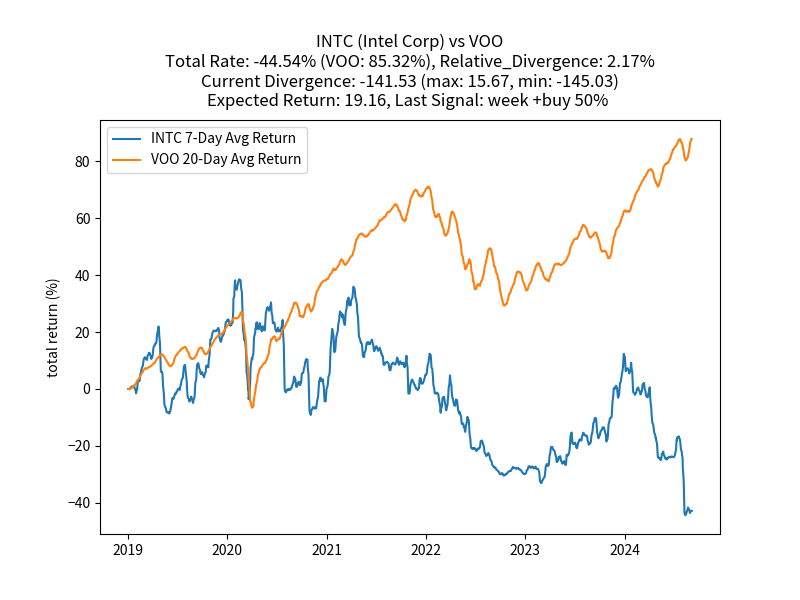 INTC (Intel Corp) vs VOO
Total Rate: -44.54% (VOO: 85.32%), Relative_Divergence: 2.17%
Current Divergence: -141.53 (max: 15.67, min: -145.03)
Expected Return: 19.16, Last Signal: week +buy 50%
INTC 7-Day Avg Return
VOO 20-Day Avg Return
total return (%)
80
60
40
20
0
−20
−40
2019
2020
2021
2022
2023
2024